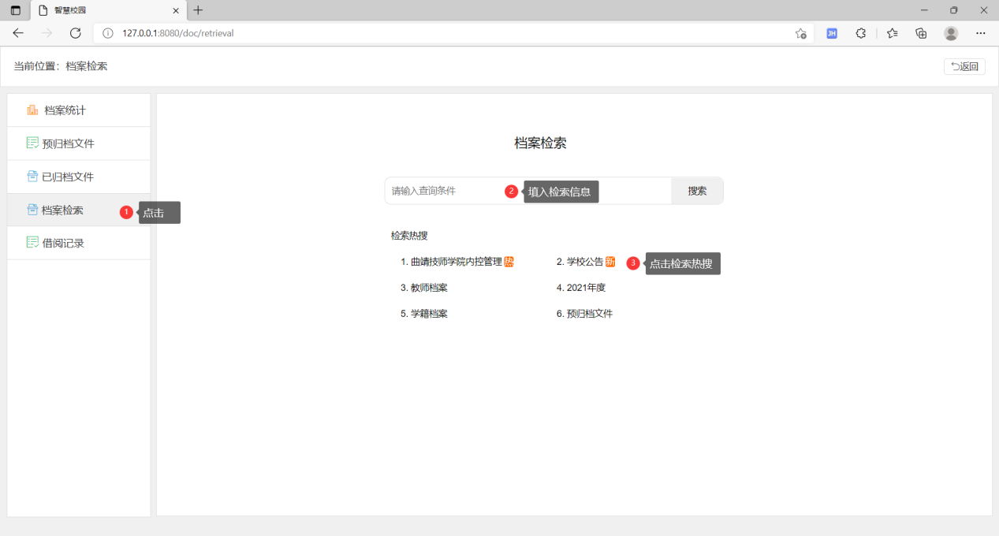 智慧校园
127.0.0.1:8080/doc/retrieval
JH
当前位置：档案检索
返回
档案统计
预归档文件
已归档文件
档案检索
1 点击
借阅记录
档案检索
请输入查询条件 2 填入检索信息 搜索
检索热搜
1. 曲靖技师学院内控管理 热 2. 学校公告 新 3 点击检索热搜
3. 教师档案 4. 2021年度
5. 学籍档案 6. 预归档文件